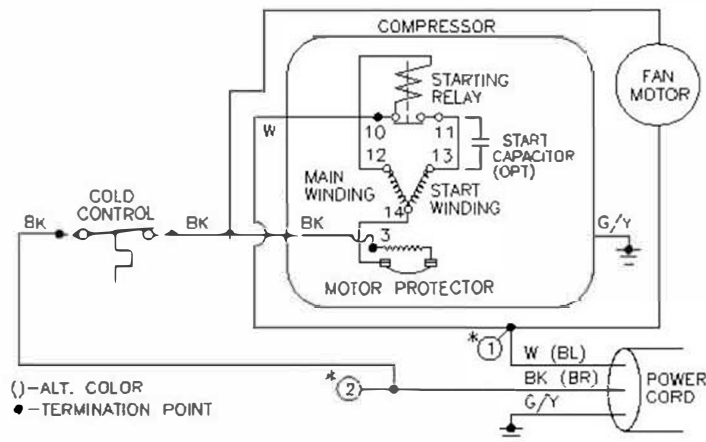 COMPRESSOR
FAN
MOTOR
STARTING
RELAY
W
10
11
START
CAPACITOR
(OPT)
12
13
MAIN
WINDING
START
WINDING
14
COLD
CONTROL
BK
BK
BK
3
G/Y
MOTOR PROTECTOR
*
1
W (BL)
*
2
BK (BR)
POWER
CORD
G/Y
()-ALT. COLOR
●-TERMINATION POINT